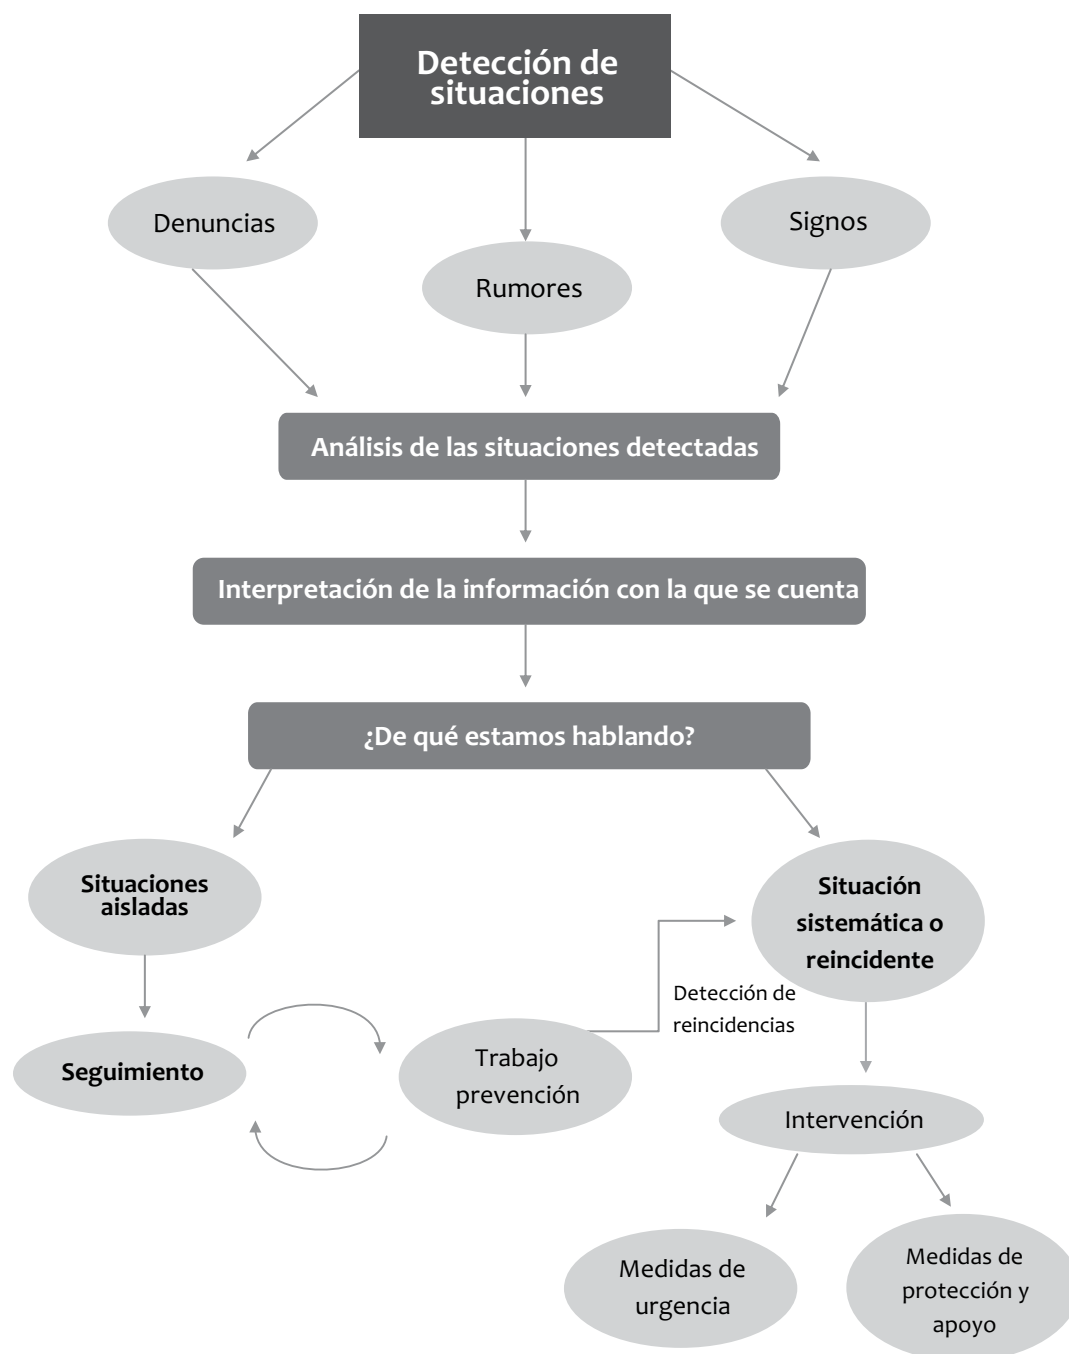 Detección de
situaciones
Denuncias
Signos
Rumores
Análisis de las situaciones detectadas
Interpretación de la información con la que se cuenta
¿De qué estamos hablando?
Situaciones
aisladas
Situación
sistemática o
reincidente
Detección de
reincidencias
Seguimiento
Trabajo
prevención
Intervención
Medidas de
urgencia
Medidas de
protección y
apoyo